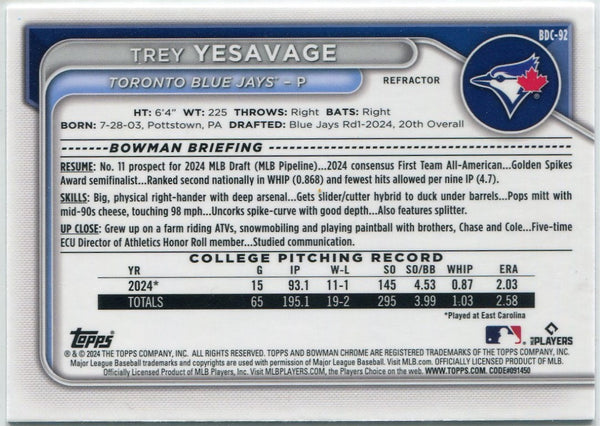 BDC-92
TREY YESAVAGE
TORONTO BLUE JAYS™ – P
REFRACTOR
HT: 6'4" WT: 225 THROWS: Right BATS: Right
BORN: 7-28-03, Pottstown, PA DRAFTED: Blue Jays Rd1-2024, 20th Overall
BOWMAN BRIEFING
RESUME: No. 11 prospect for 2024 MLB Draft (MLB Pipeline)...2024 consensus First Team All-American...Golden Spikes
Award semifinalist...Ranked second nationally in WHIP (0.868) and fewest hits allowed per nine IP (4.7).
SKILLS: Big, physical right-hander with deep arsenal...Gets slider/cutter hybrid to duck under barrels...Pops mitt with
mid-90s cheese, touching 98 mph...Uncorks spike-curve with good depth...Also features splitter.
UP CLOSE: Grew up on a farm riding ATVs, snowmobiling and playing paintball with brothers, Chase and Cole...Five-time
ECU Director of Athletics Honor Roll member...Studied communication.
COLLEGE PITCHING RECORD
YR G IP W-L SO SO/BB WHIP ERA
2024* 15 93.1 11-1 145 4.53 0.87 2.03
TOTALS 65 195.1 19-2 295 3.99 1.03 2.58
*Played at East Carolina
Topps
MLB PLAYERS
® & © 2024 THE TOPPS COMPANY, INC. ALL RIGHTS RESERVED. TOPPS AND BOWMAN CHROME ARE REGISTERED TRADEMARKS OF THE TOPPS COMPANY, INC.
Major League Baseball trademarks and copyrights are used with permission of Major League Baseball. Visit MLB.com. OFFICIALLY LICENSED PRODUCT OF MLB.
Officially Licensed Product of MLB Players, Inc. Visit MLBPLAYERS.com, the Players Choice on the web. WWW.TOPPS.COM. CODE#091450